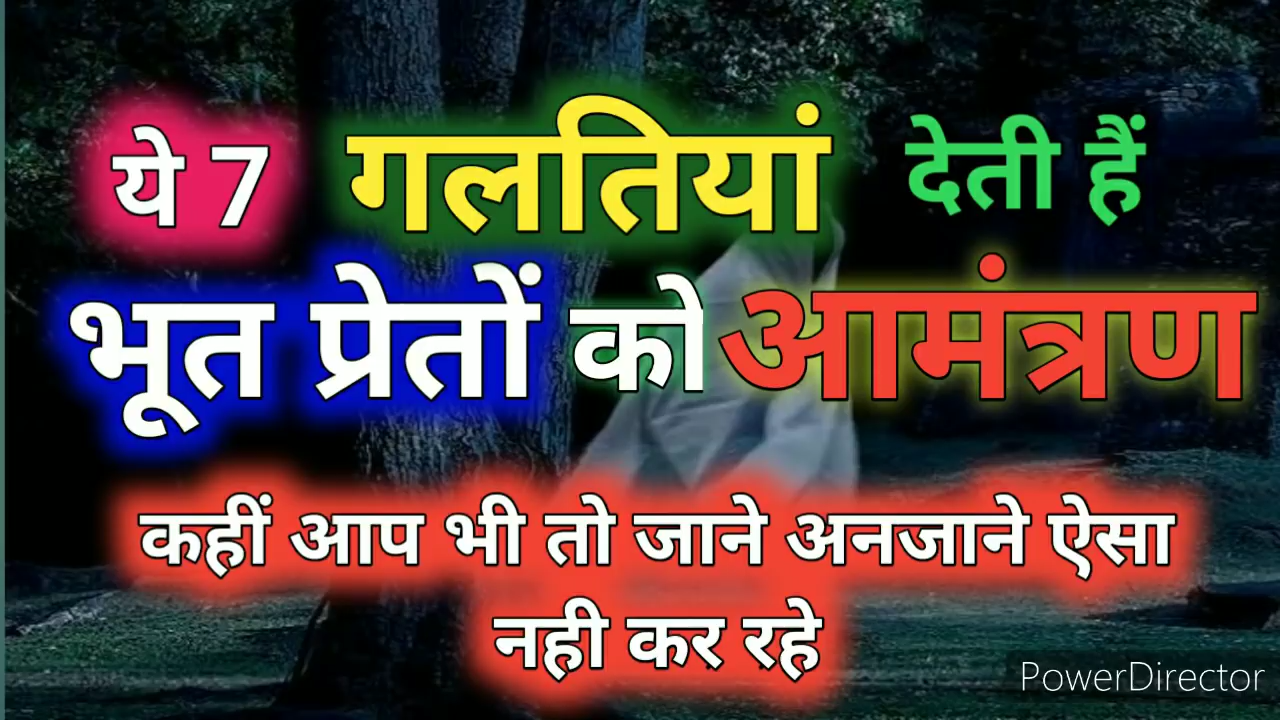 ये 7 गलतियां देती हैं
भूत प्रेतों को आमंत्रण
कहीं आप भी तो जाने अनजाने ऐसा
नही कर रहे
PowerDirector